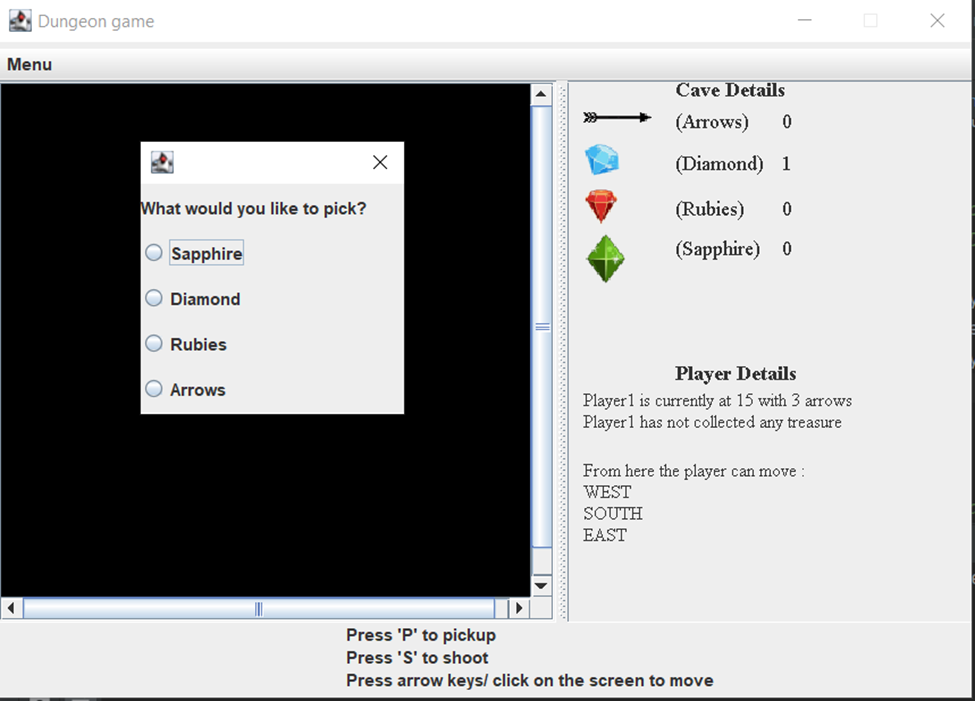 Dungeon game
Menu
What would you like to pick?
Sapphire
Diamond
Rubies
Arrows
Cave Details
(Arrows) 0
(Diamond) 1
(Rubies) 0
(Sapphire) 0
Player Details
Player1 is currently at 15 with 3 arrows
Player1 has not collected any treasure
From here the player can move :
WEST
SOUTH
EAST
Press 'P' to pickup
Press 'S' to shoot
Press arrow keys/ click on the screen to move